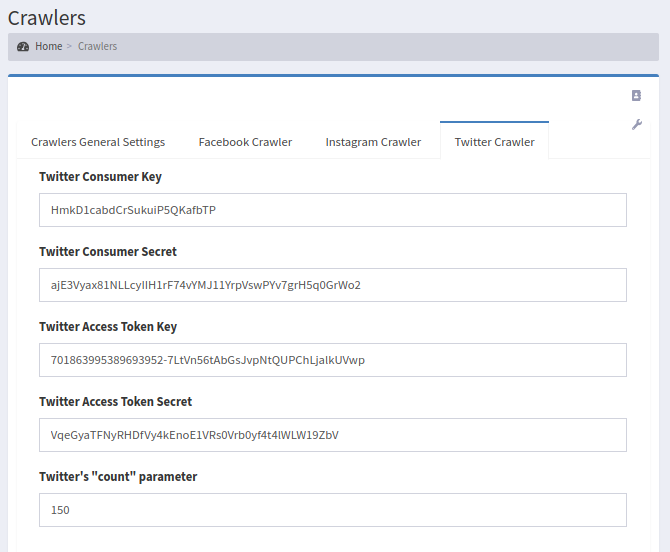 Crawlers
Home > Crawlers
Crawlers General Settings Facebook Crawler Instagram Crawler Twitter Crawler
Twitter Consumer Key
HmkD1cabdCrSukuiP5QKafbTP
Twitter Consumer Secret
ajE3Vyax81NLLcyIIH1rF74vYMJ11YrpVswPYv7grH5q0GrWo2
Twitter Access Token Key
701863995389693952-7LtVn56tAbGsJvpNtQUPChLjalkUVwp
Twitter Access Token Secret
VqeGyaTFNyRHDfVy4kEnoE1VRs0Vrb0yf4t4lWLW19ZbV
Twitter's "count" parameter
150